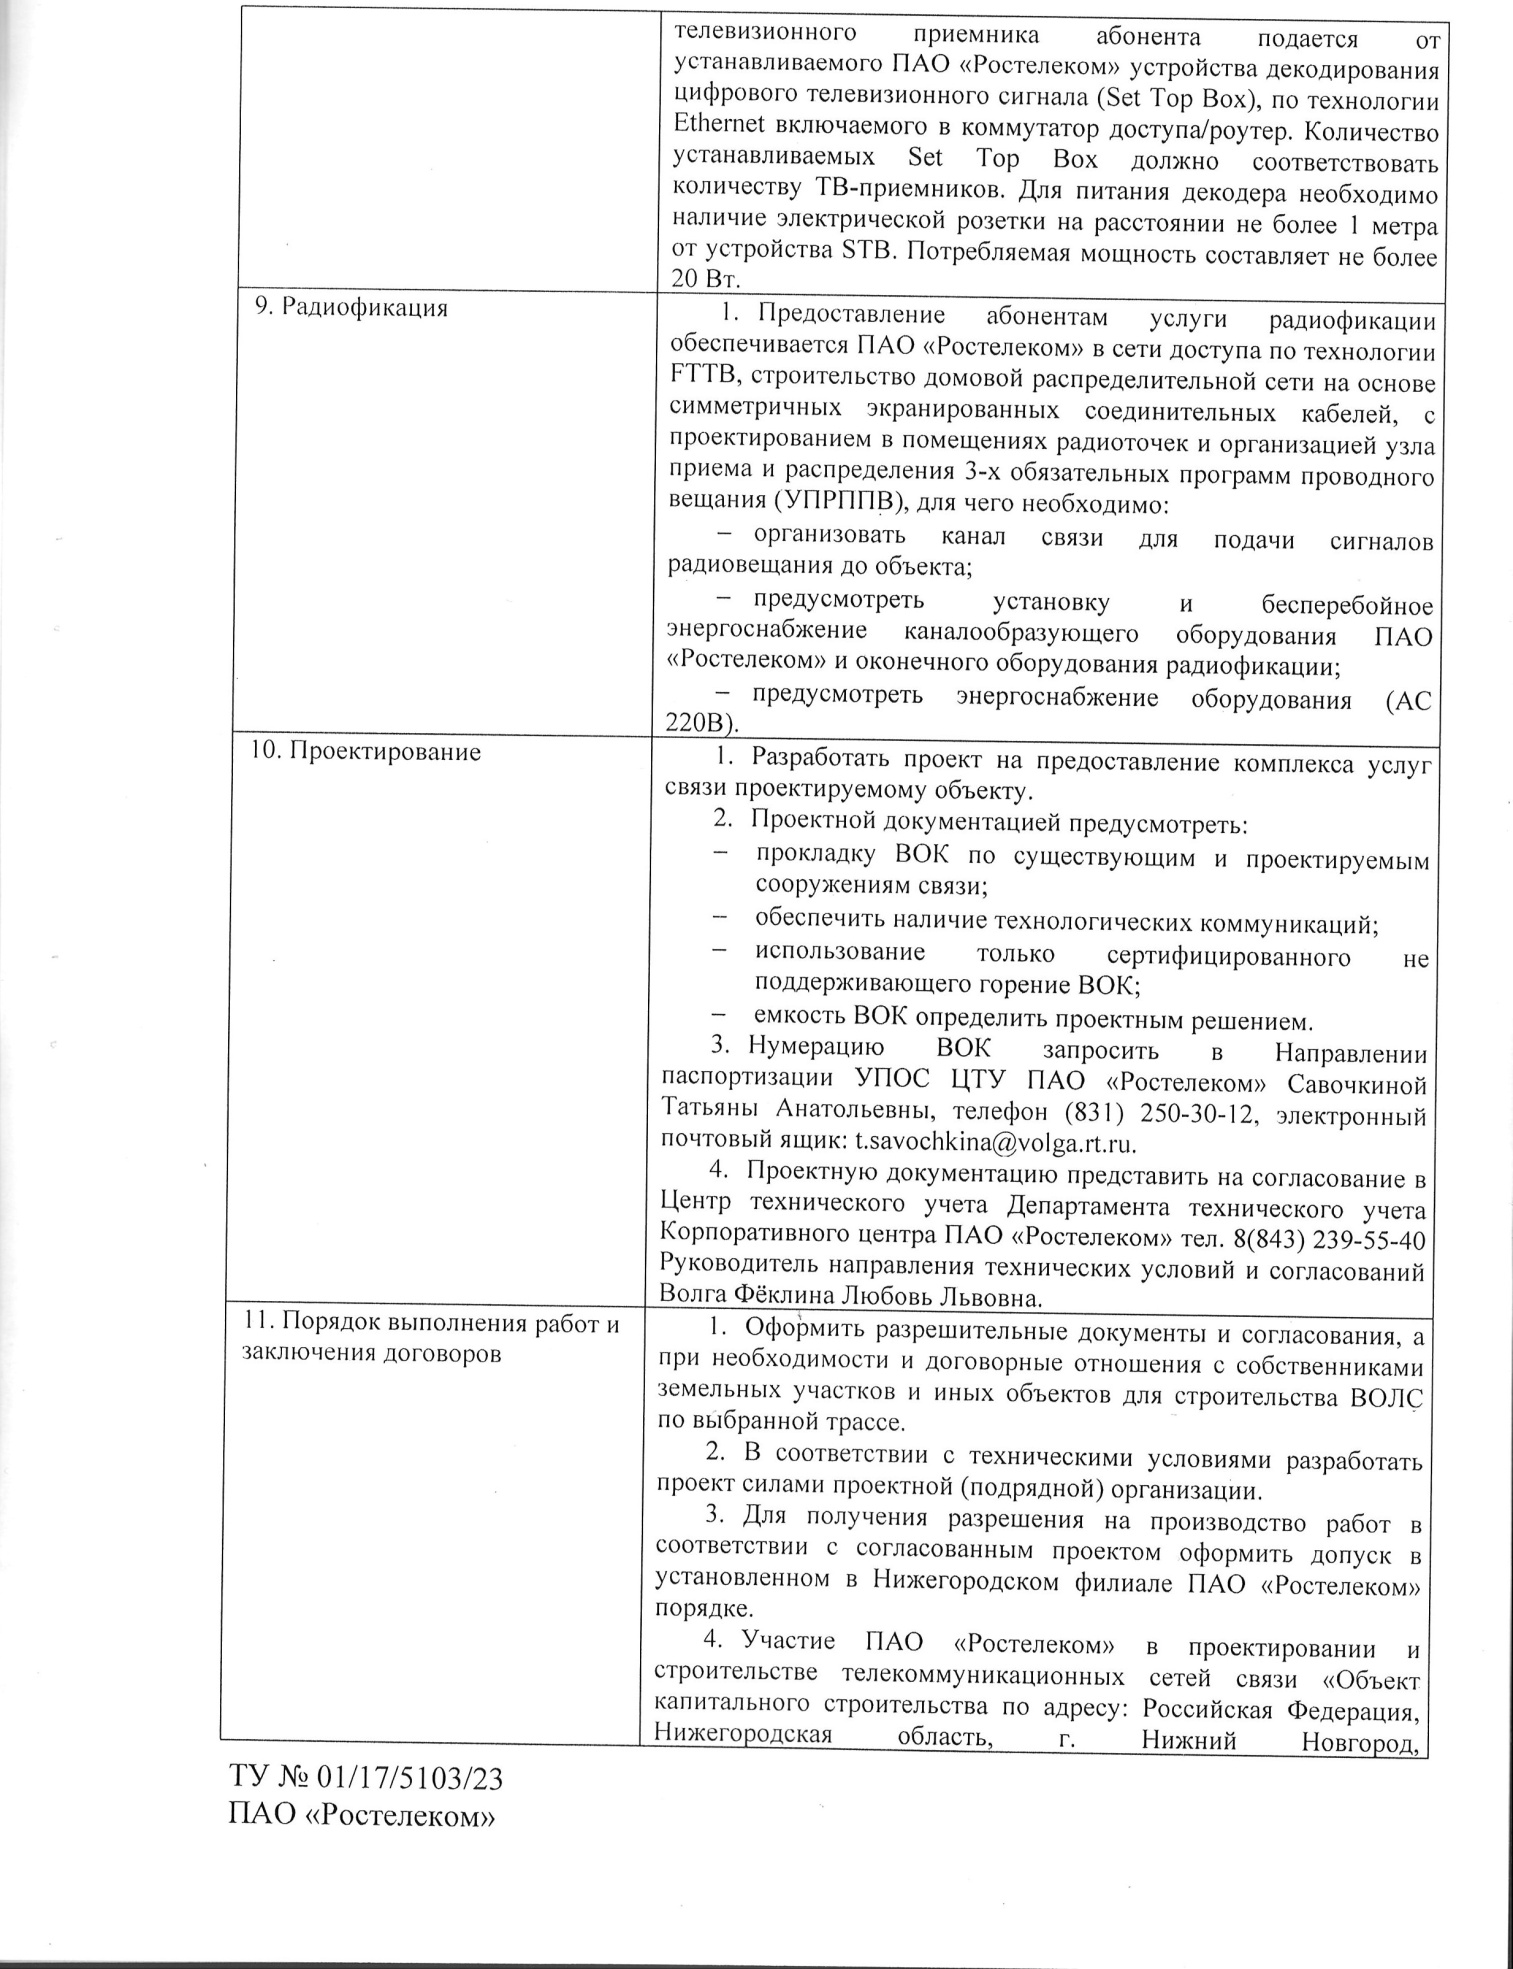 телевизионного приемника абонента подается от
устанавливаемого ПАО «Ростелеком» устройства декодирования
цифрового телевизионного сигнала (Set Top Box), по технологии
Ethernet включаемого в коммутатор доступа/роутер. Количество
устанавливаемых Set Top Box должно соответствовать
количеству ТВ-приемников. Для питания декодера необходимо
наличие электрической розетки на расстоянии не более 1 метра
от устройства STB. Потребляемая мощность составляет не более
20 Вт.
9. Радиофикация
1. Предоставление абонентам услуги радиофикации
обеспечивается ПАО «Ростелеком» в сети доступа по технологии
FTTB, строительство домовой распределительной сети на основе
симметричных экранированных соединительных кабелей, с
проектированием в помещениях радиоточек и организацией узла
приема и распределения 3-х обязательных программ проводного
вещания (УПРППВ), для чего необходимо:
– организовать канал связи для подачи сигналов
радиовещания до объекта;
– предусмотреть установку и бесперебойное
энергоснабжение каналообразующего оборудования ПАО
«Ростелеком» и оконечного оборудования радиофикации;
– предусмотреть энергоснабжение оборудования (АС
220В).
10. Проектирование
1. Разработать проект на предоставление комплекса услуг
связи проектируемому объекту.
2. Проектной документацией предусмотреть:
– прокладку ВОК по существующим и проектируемым
сооружениям связи;
– обеспечить наличие технологических коммуникаций;
– использование только сертифицированного не
поддерживающего горение ВОК;
– емкость ВОК определить проектным решением.
3. Нумерацию ВОК запросить в Направлении
паспортизации УПОС ЦТУ ПАО «Ростелеком» Савочкиной
Татьяны Анатольевны, телефон (831) 250-30-12, электронный
почтовый ящик: t.savochkina@volga.rt.ru.
4. Проектную документацию представить на согласование в
Центр технического учета Департамента технического учета
Корпоративного центра ПАО «Ростелеком» тел. 8(843) 239-55-40
Руководитель направления технических условий и согласований
Волга Фёклина Любовь Львовна.
11. Порядок выполнения работ и
заключения договоров
1. Оформить разрешительные документы и согласования, а
при необходимости и договорные отношения с собственниками
земельных участков и иных объектов для строительства ВОЛС
по выбранной трассе.
2. В соответствии с техническими условиями разработать
проект силами проектной (подрядной) организации.
3. Для получения разрешения на производство работ в
соответствии с согласованным проектом оформить допуск в
установленном в Нижегородском филиале ПАО «Ростелеком»
порядке.
4. Участие ПАО «Ростелеком» в проектировании и
строительстве телекоммуникационных сетей связи «Объект
капитального строительства по адресу: Российская Федерация,
Нижегородская область, г. Нижний Новгород,
ТУ № 01/17/5103/23
ПАО «Ростелеком»